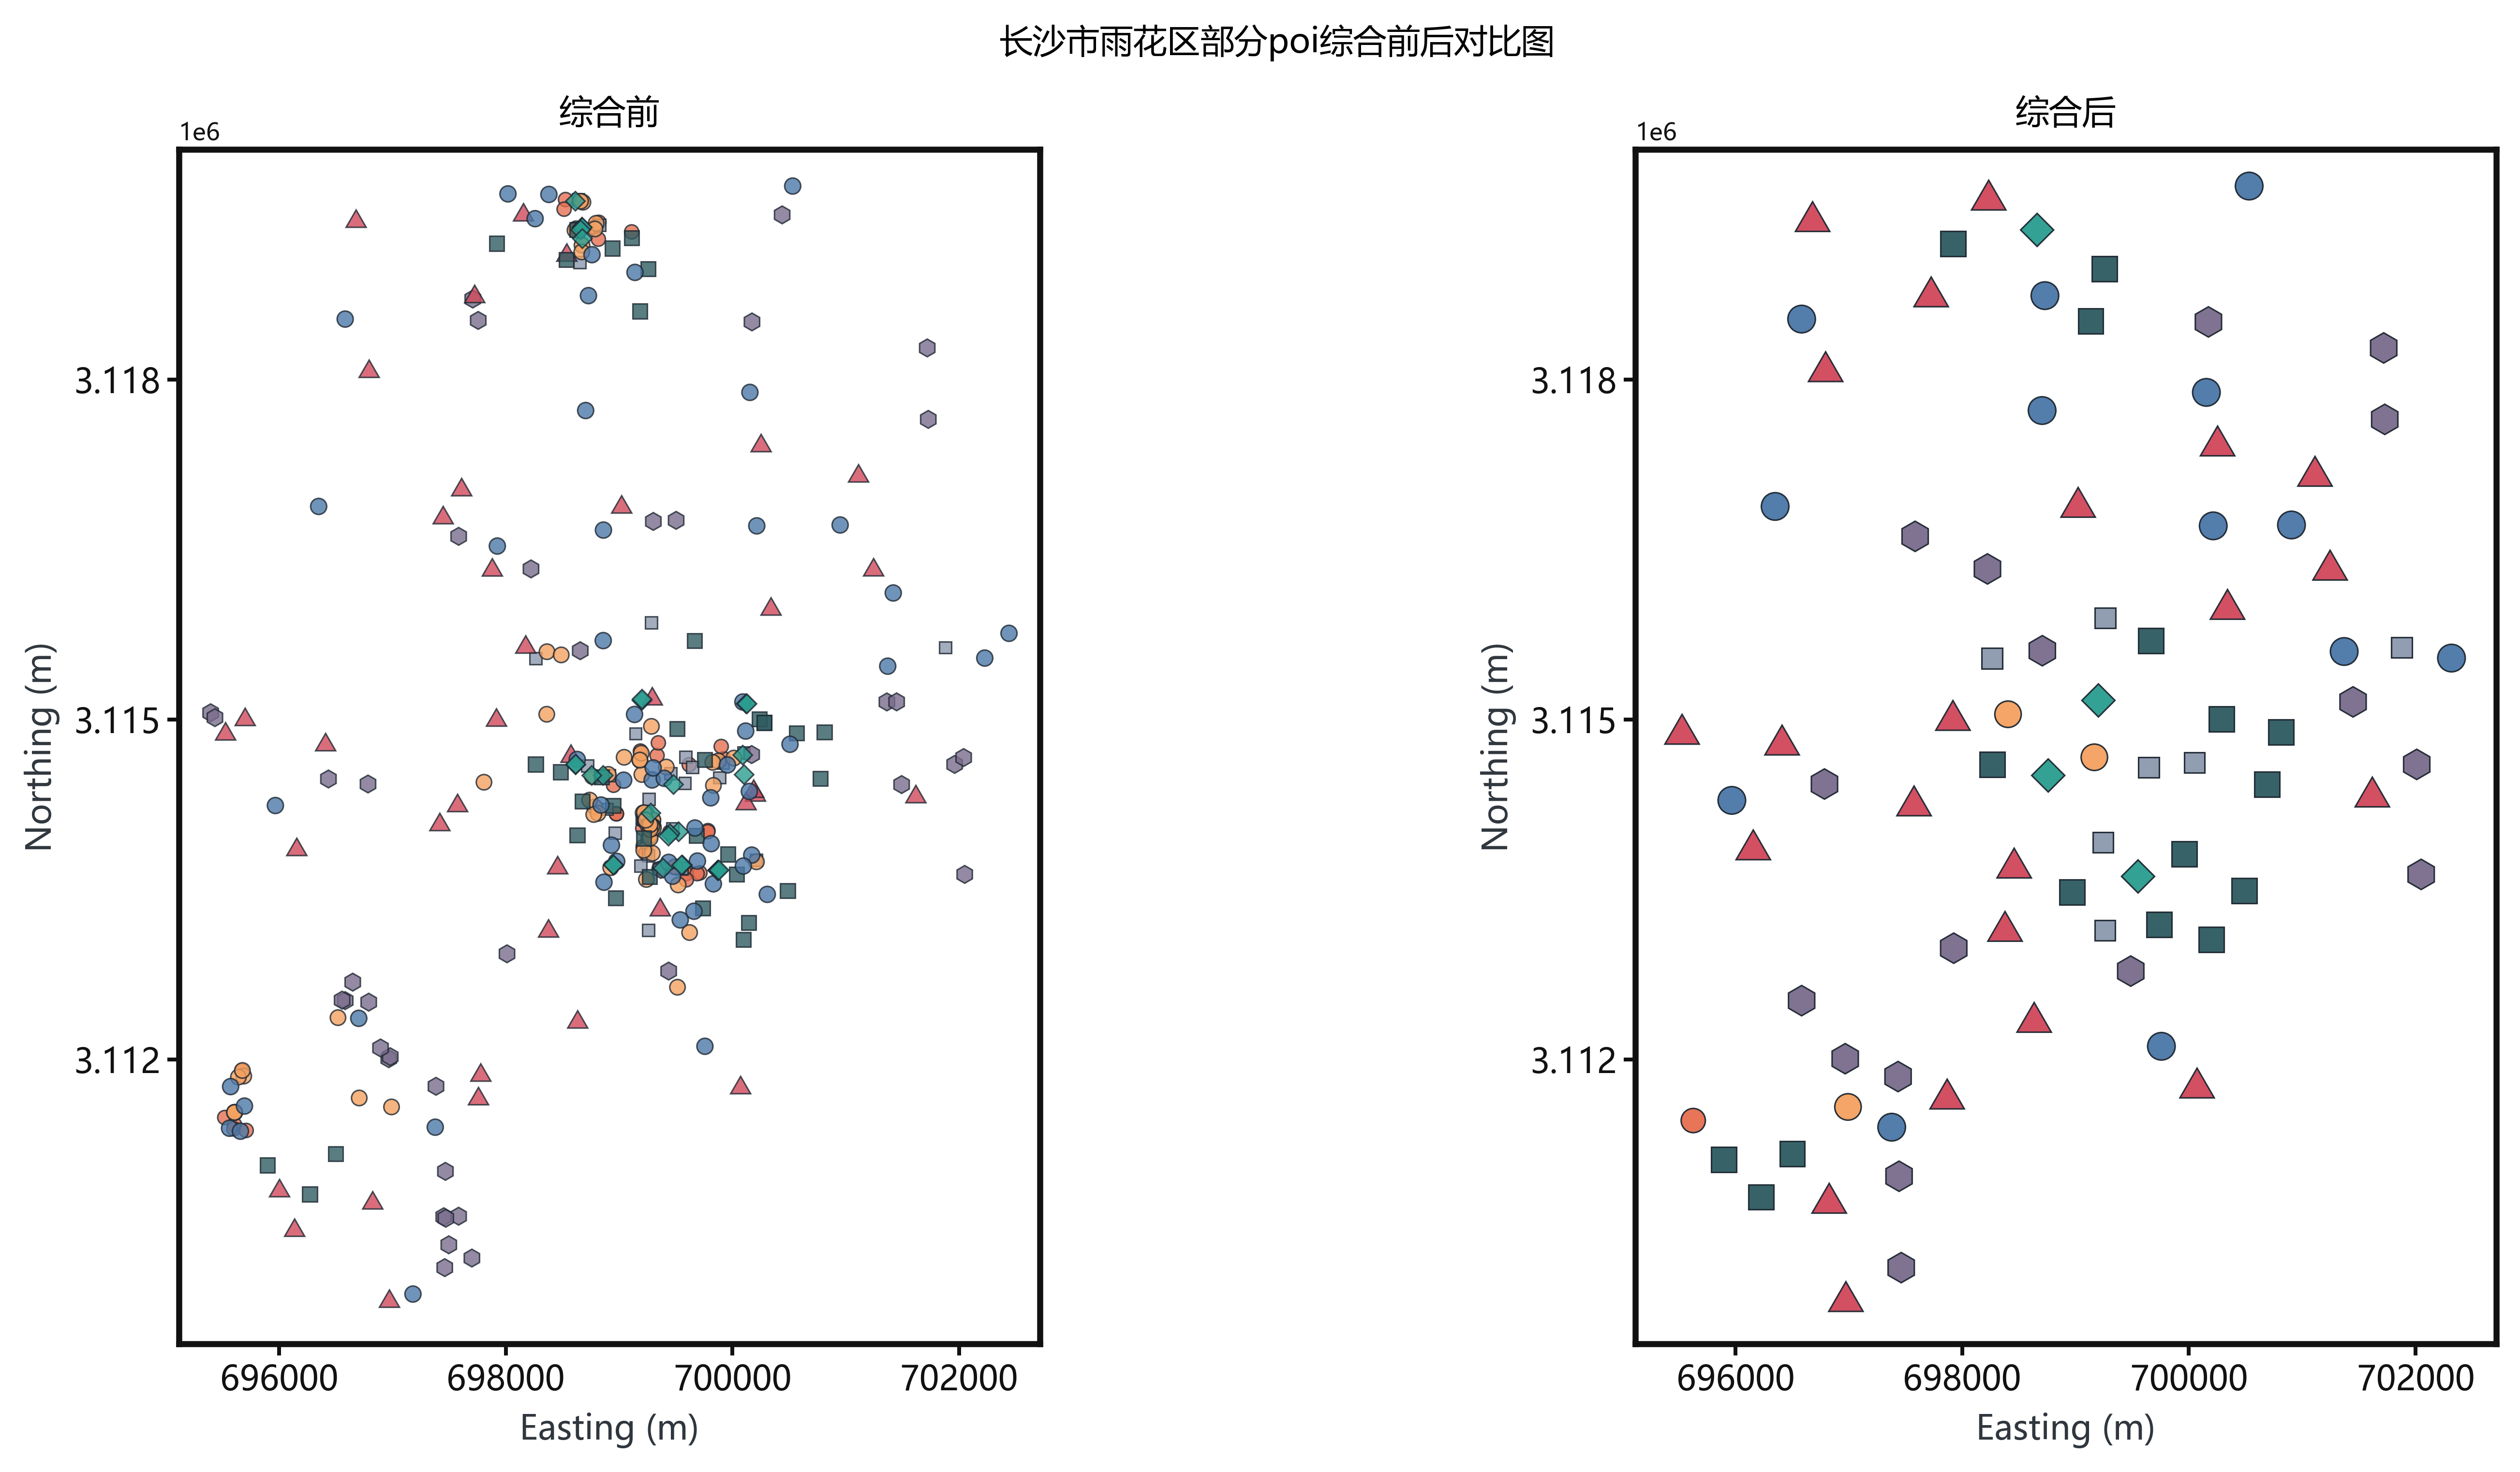 长沙市雨花区部分poi综合前后对比图
综合前
1e6
3.118
3.115
3.112
Northing (m)
696000 698000 700000 702000
Easting (m)
综合后
1e6
3.118
3.115
3.112
Northing (m)
696000 698000 700000 702000
Easting (m)